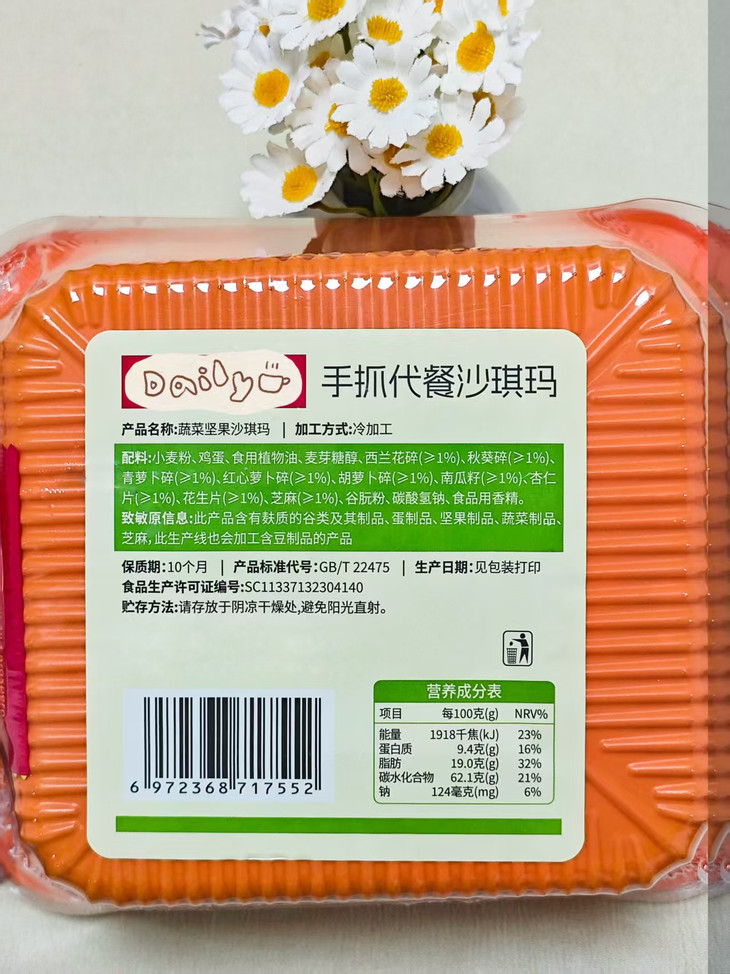 Daily
手抓代餐沙琪玛
产品名称:蔬菜坚果沙琪玛 | 加工方式:冷加工
配料:小麦粉、鸡蛋、食用植物油、麦芽糖醇、西兰花碎(≥1%)、秋葵碎(≥1%)、
青萝卜碎(≥1%)、红心萝卜碎(≥1%)、胡萝卜碎(≥1%)、南瓜籽(≥1%)、杏仁
片(≥1%)、花生片(≥1%)、芝麻(≥1%)、谷朊粉、碳酸氢钠、食品用香精。
致敏原信息:此产品含有麸质的谷类及其制品、蛋制品、坚果制品、蔬菜制品、
芝麻,此生产线也会加工含豆制品的产品
保质期:10个月 | 产品标准代号:GB/T 22475 | 生产日期:见包装打印
食品生产许可证编号:SC11337132304140
贮存方法:请存放于阴凉干燥处,避免阳光直射。
营养成分表
项目 每100克(g) NRV%
能量 1918千焦(kJ) 23%
蛋白质 9.4克(g) 16%
脂肪 19.0克(g) 32%
碳水化合物 62.1克(g) 21%
钠 124毫克(mg) 6%
6 972368 717552